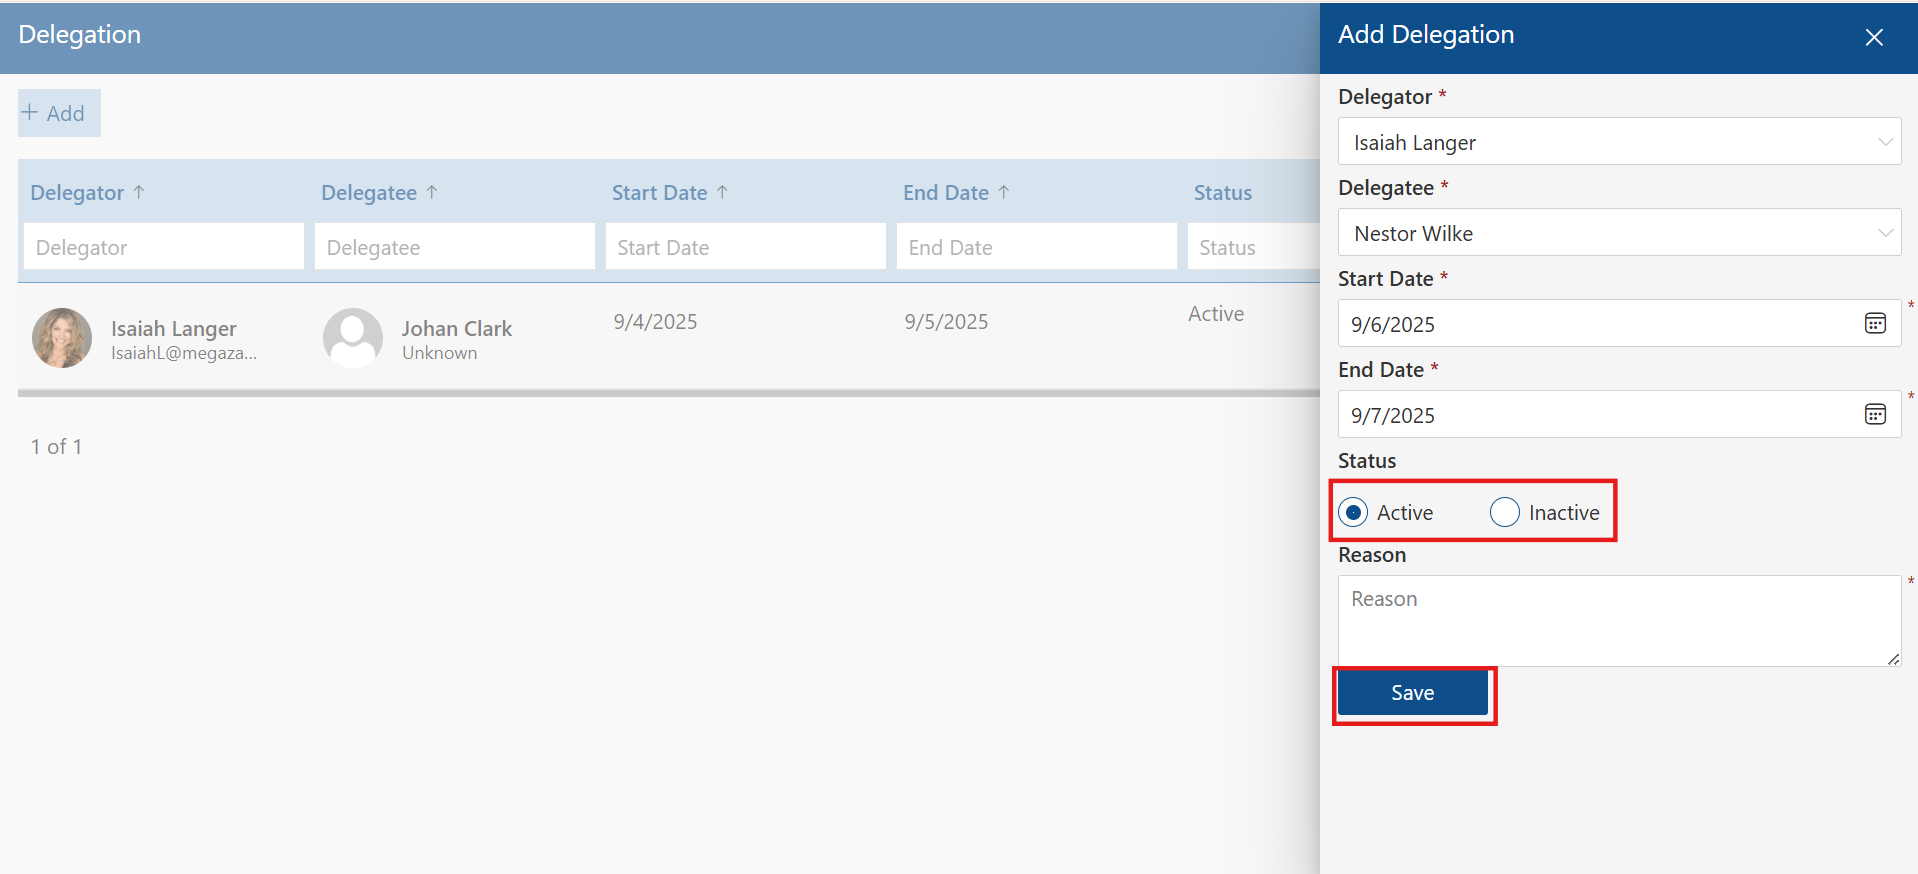 Delegation
+ Add
Delegator ↑ Delegatee ↑ Start Date ↑ End Date ↑ Status
Delegator Delegatee Start Date End Date Status
Isaiah Langer
IsaiahL@megaza...
Johan Clark
Unknown
9/4/2025
9/5/2025
Active
1 of 1
Add Delegation
Delegator *
Isaiah Langer
Delegatee *
Nestor Wilke
Start Date *
9/6/2025 *
End Date *
9/7/2025 *
Status
Active Inactive
Reason
Reason *
Save